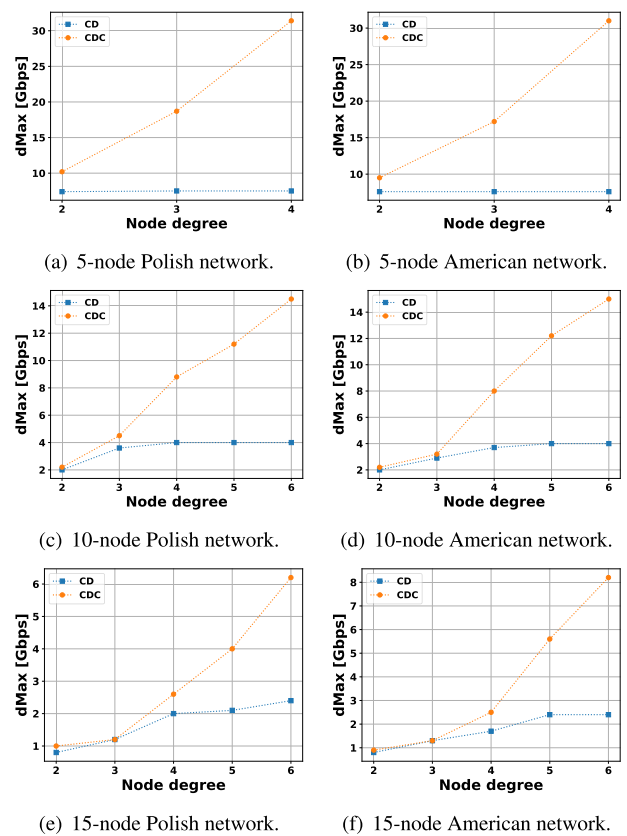 CD
CDC
dMax [Gbps]
30
25
20
15
10
2
3
4
Node degree
(a) 5-node Polish network.
CD
CDC
dMax [Gbps]
30
25
20
15
10
2
3
4
Node degree
(b) 5-node American network.
CD
CDC
dMax [Gbps]
14
12
10
8
6
4
2
2
3
4
5
6
Node degree
(c) 10-node Polish network.
CD
CDC
dMax [Gbps]
14
12
10
8
6
4
2
2
3
4
5
6
Node degree
(d) 10-node American network.
CD
CDC
dMax [Gbps]
6
5
4
3
2
1
2
3
4
5
6
Node degree
(e) 15-node Polish network.
CD
CDC
dMax [Gbps]
8
7
6
5
4
3
2
1
2
3
4
5
6
Node degree
(f) 15-node American network.